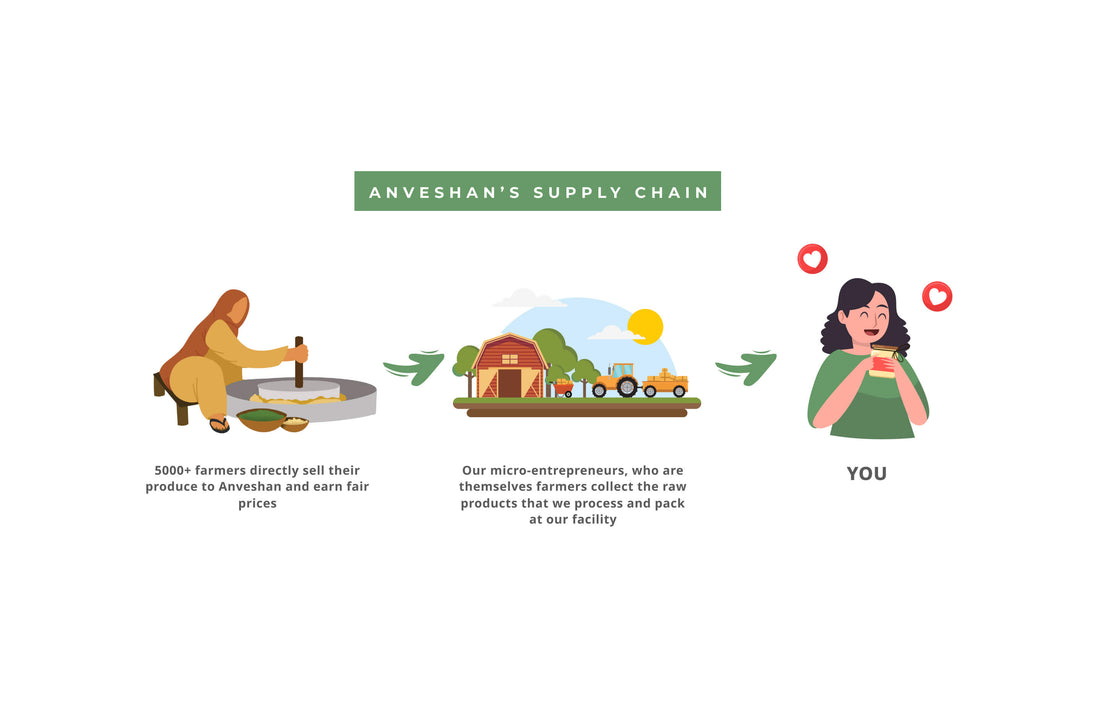 ANVESHAN'S SUPPLY CHAIN
5000+ farmers directly sell their
produce to Anveshan and earn fair
prices
Our micro-entrepreneurs, who are
themselves farmers collect the raw
products that we process and pack
at our facility
YOU